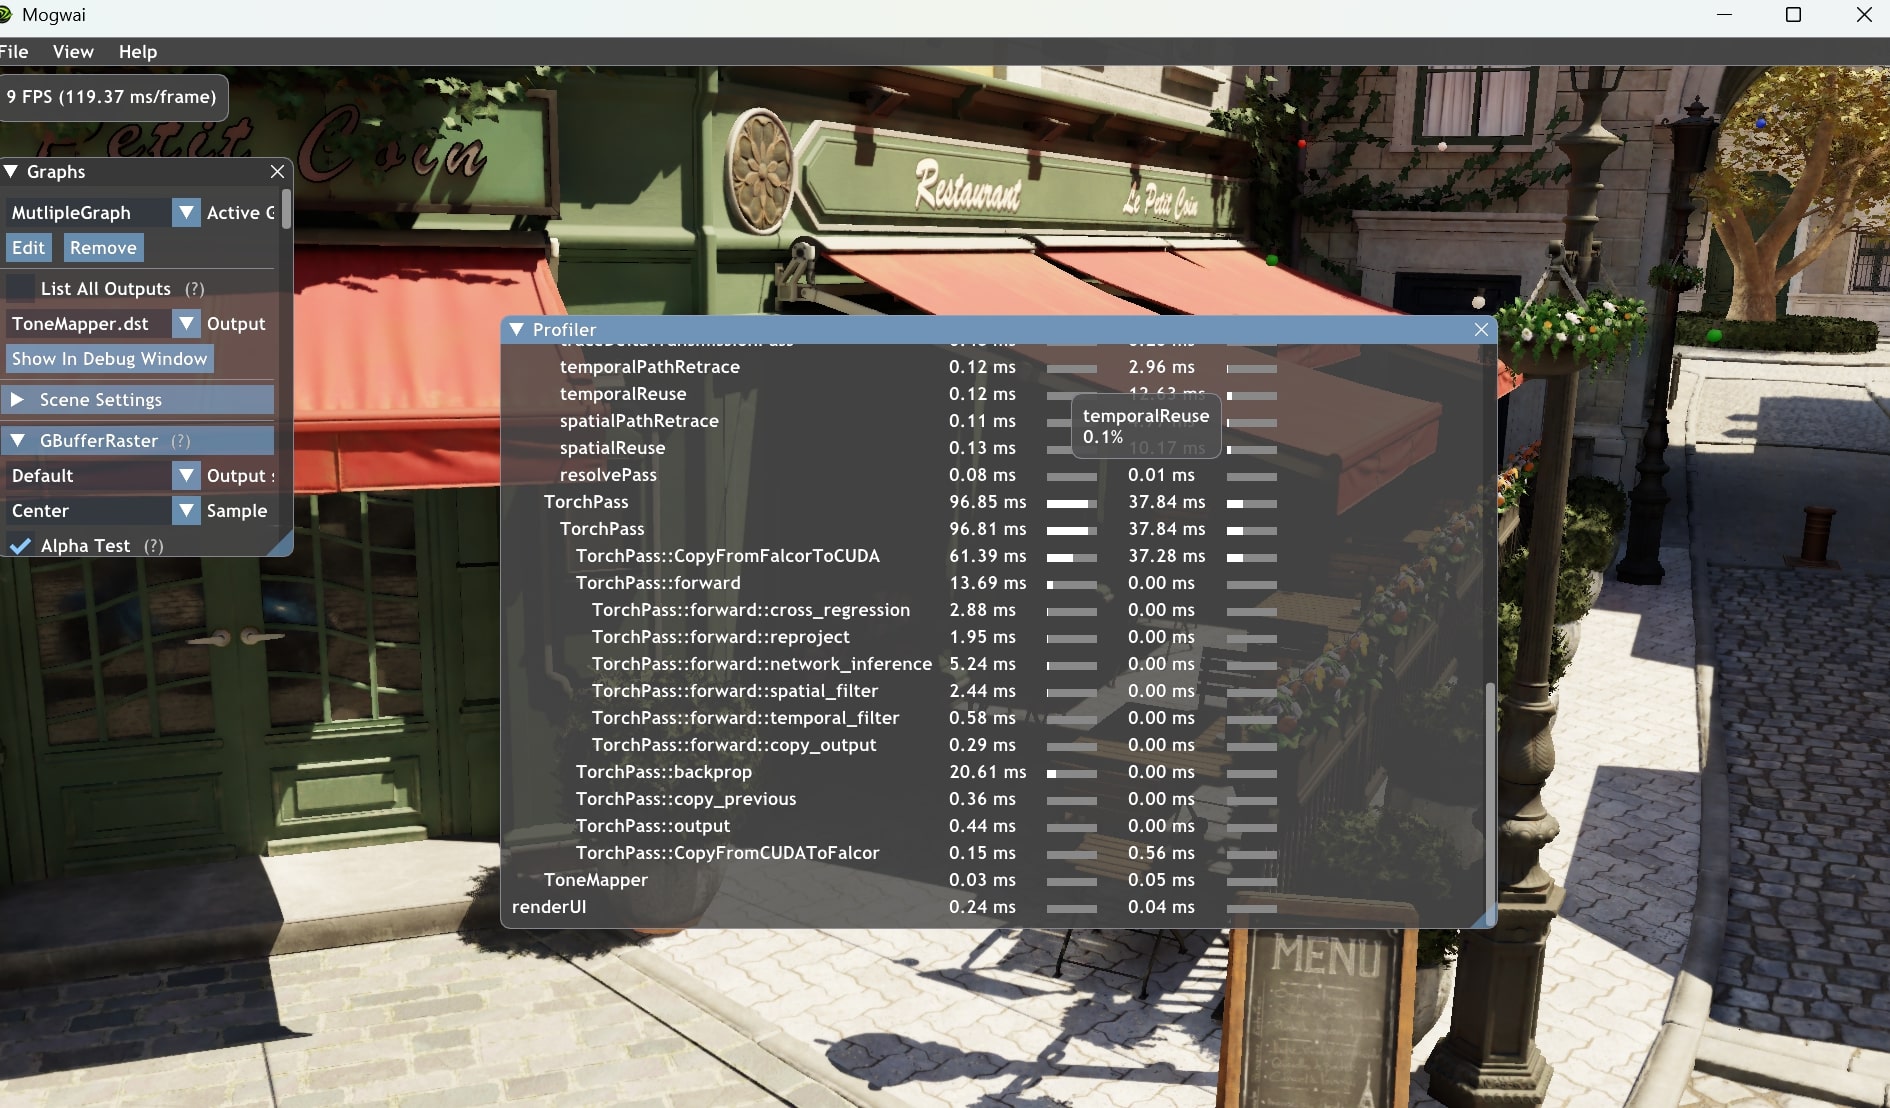 Mogwai
File View Help
9 FPS (119.37 ms/frame)
Petit Coin
Restaurant
Le Petit Coin
Graphs
MutlipleGraph Active G
Edit Remove
List All Outputs (?)
ToneMapper.dst Output
Show In Debug Window
Scene Settings
GBufferRaster (?)
Default Output s
Center Sample
Alpha Test (?)
Profiler
temporalPathRetrace 0.12 ms 2.96 ms
temporalReuse 0.12 ms 12.63 ms
spatialPathRetrace 0.11 ms
spatialReuse 0.13 ms 10.17 ms
resolvePass 0.08 ms 0.01 ms
temporalReuse
0.1%
TorchPass 96.85 ms 37.84 ms
TorchPass 96.81 ms 37.84 ms
TorchPass::CopyFromFalcorToCUDA 61.39 ms 37.28 ms
TorchPass::forward 13.69 ms 0.00 ms
TorchPass::forward::cross_regression 2.88 ms 0.00 ms
TorchPass::forward::reproject 1.95 ms 0.00 ms
TorchPass::forward::network_inference 5.24 ms 0.00 ms
TorchPass::forward::spatial_filter 2.44 ms 0.00 ms
TorchPass::forward::temporal_filter 0.58 ms 0.00 ms
TorchPass::forward::copy_output 0.29 ms 0.00 ms
TorchPass::backprop 20.61 ms 0.00 ms
TorchPass::copy_previous 0.36 ms 0.00 ms
TorchPass::output 0.44 ms 0.00 ms
TorchPass::CopyFromCUDAToFalcor 0.15 ms 0.56 ms
ToneMapper 0.03 ms 0.05 ms
renderUI 0.24 ms 0.04 ms
MENU